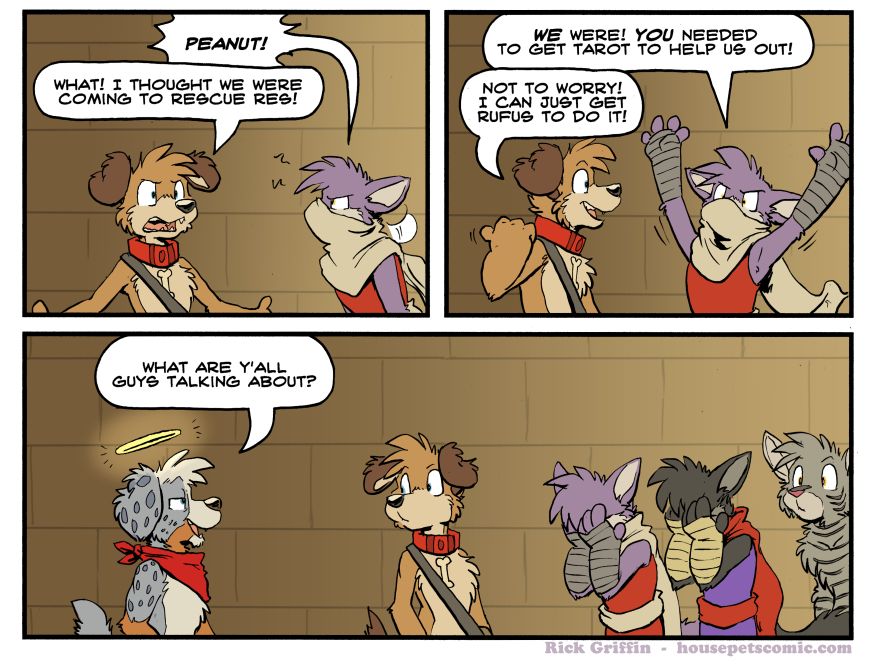 PEANUT!
WHAT! I THOUGHT WE WERE
COMING TO RESCUE RES!
WE WERE! YOU NEEDED
TO GET TAROT TO HELP US OUT!
NOT TO WORRY!
I CAN JUST GET
RUFUS TO DO IT!
WHAT ARE Y'ALL
GUYS TALKING ABOUT?
Rick Griffin - housepetscomic.com